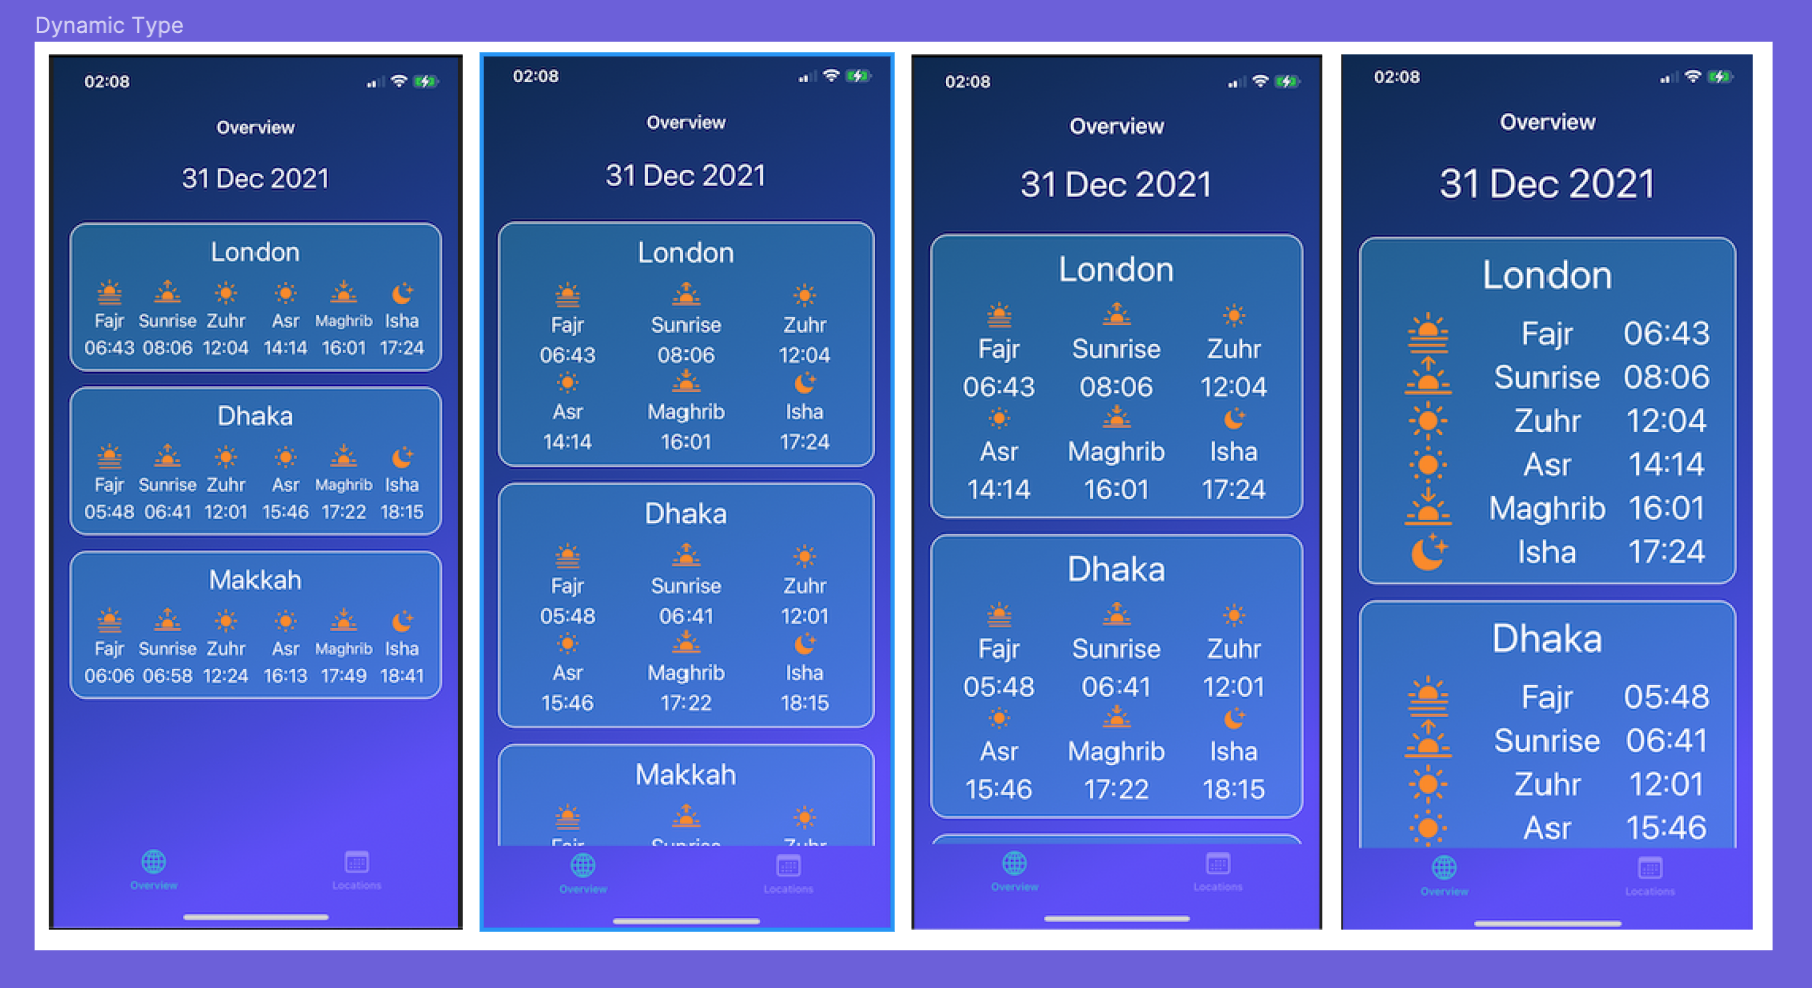 Dynamic Type
02:08
Overview
31 Dec 2021
London
Fajr Sunrise Zuhr Asr Maghrib Isha
06:43 08:06 12:04 14:14 16:01 17:24
Dhaka
Fajr Sunrise Zuhr Asr Maghrib Isha
05:48 06:41 12:01 15:46 17:22 18:15
Makkah
Fajr Sunrise Zuhr Asr Maghrib Isha
06:06 06:58 12:24 16:13 17:49 18:41
Overview Locations
02:08
Overview
31 Dec 2021
London
Fajr Sunrise Zuhr
06:43 08:06 12:04
Asr Maghrib Isha
14:14 16:01 17:24
Dhaka
Fajr Sunrise Zuhr
05:48 06:41 12:01
Asr Maghrib Isha
15:46 17:22 18:15
Makkah
Fajr Sunrise Zuhr
Overview Locations
02:08
Overview
31 Dec 2021
London
Fajr Sunrise Zuhr
06:43 08:06 12:04
Asr Maghrib Isha
14:14 16:01 17:24
Dhaka
Fajr Sunrise Zuhr
05:48 06:41 12:01
Asr Maghrib Isha
15:46 17:22 18:15
Overview Locations
02:08
Overview
31 Dec 2021
London
Fajr 06:43
Sunrise 08:06
Zuhr 12:04
Asr 14:14
Maghrib 16:01
Isha 17:24
Dhaka
Fajr 05:48
Sunrise 06:41
Zuhr 12:01
Asr 15:46
Overview Locations